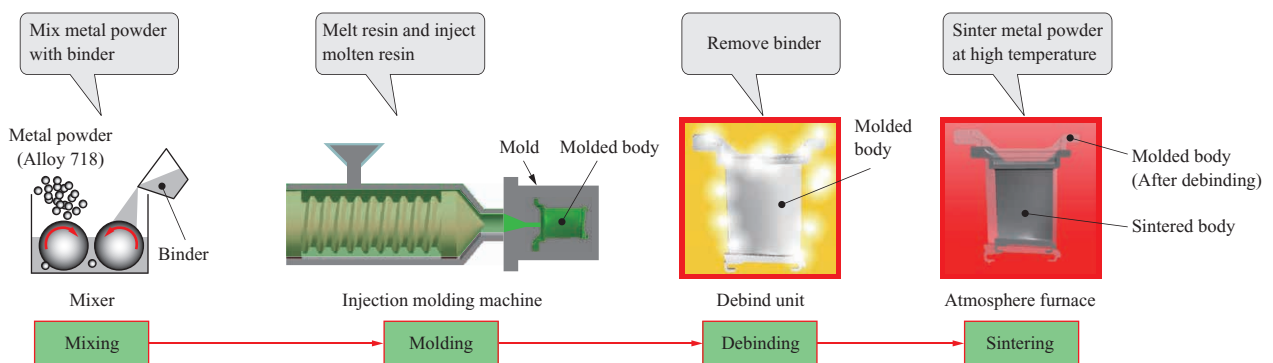 Mix metal powder
with binder
Melt resin and inject
molten resin
Remove binder
Sinter metal powder
at high temperature
Metal powder
(Alloy 718)
Binder
Mold
Molded body
Molded
body
Molded body
(After debinding)
Sintered body
Mixer
Injection molding machine
Debind unit
Atmosphere furnace
Mixing
Molding
Debinding
Sintering